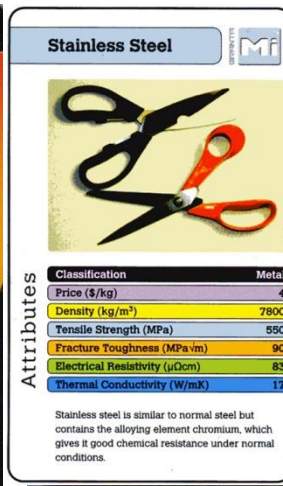 Stainless Steel
Mi
Attributes
Classification Metal
Price ($/kg) 4
Density (kg/m³) 7800
Tensile Strength (MPa) 550
Fracture Toughness (MPa√m) 90
Electrical Resistivity (μΩcm) 83
Thermal Conductivity (W/mK) 17
Stainless steel is similar to normal steel but
contains the alloying element chromium, which
gives it good chemical resistance under normal
conditions.